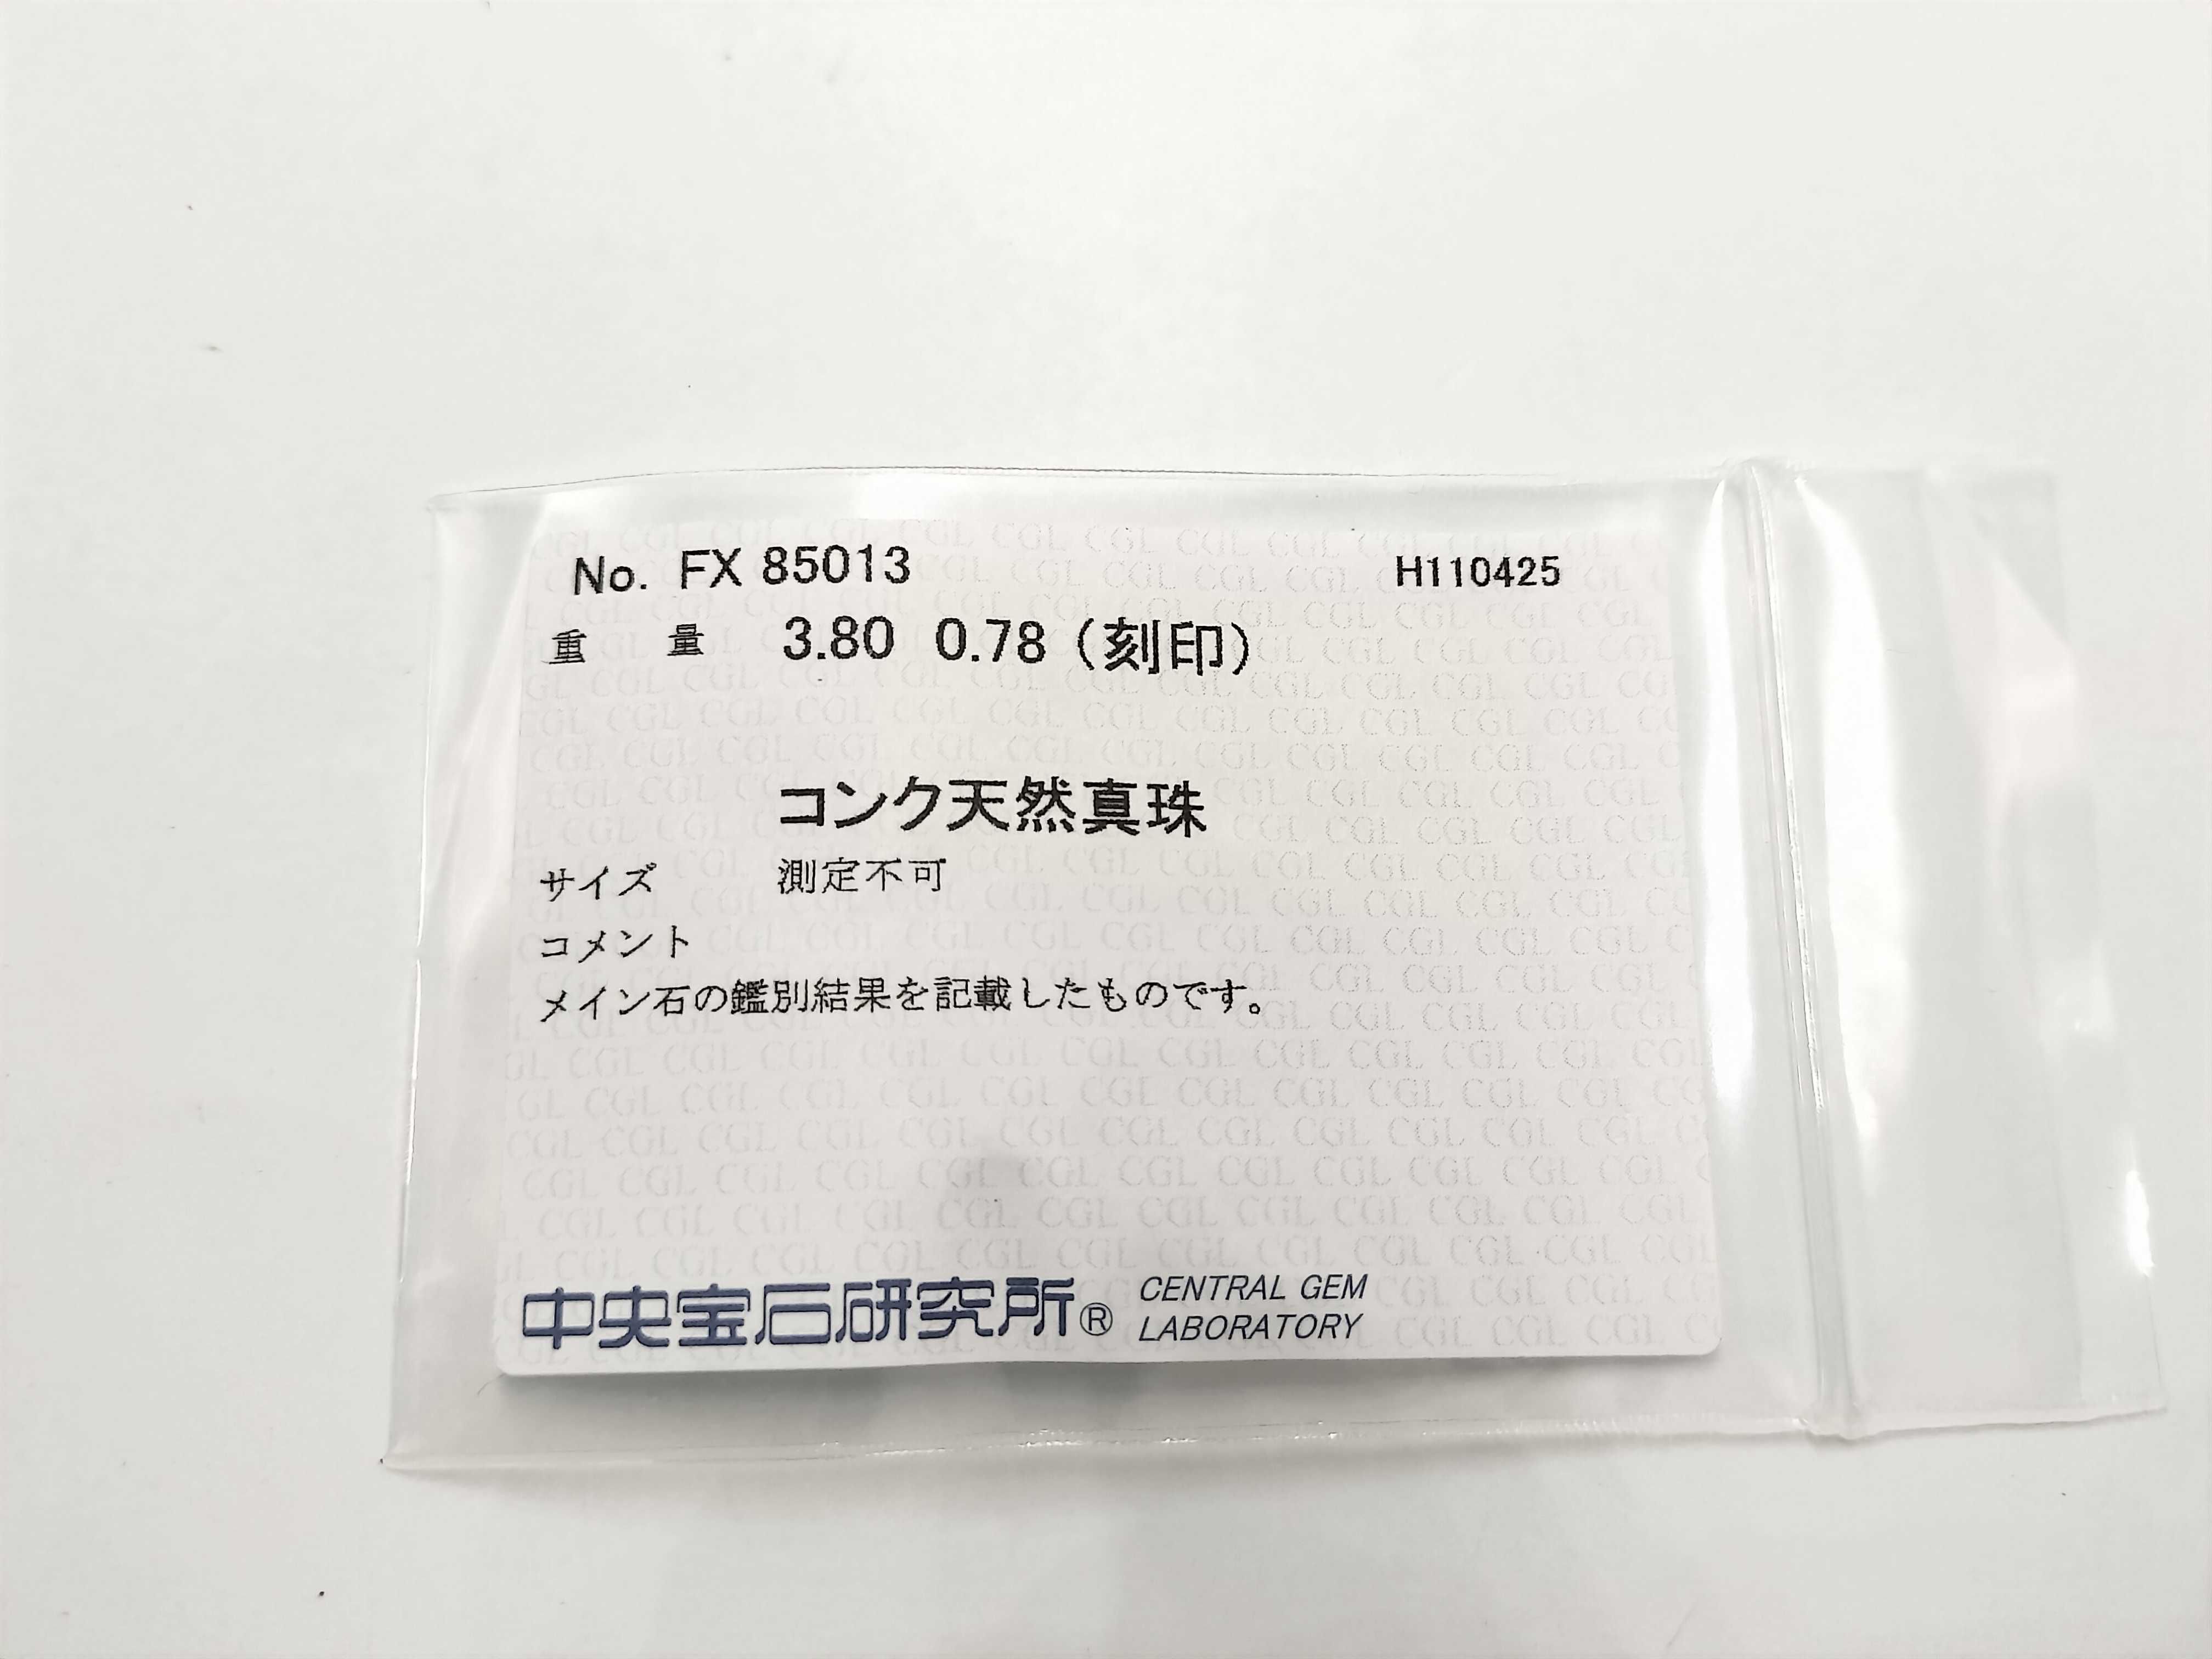 No. FX 85013 H110425
重量 3.80 0.78（刻印）
コンク天然真珠
サイズ 測定不可
コメント
メイン石の鑑別結果を記載したものです。
中央宝石研究所® CENTRAL GEM
LABORATORY